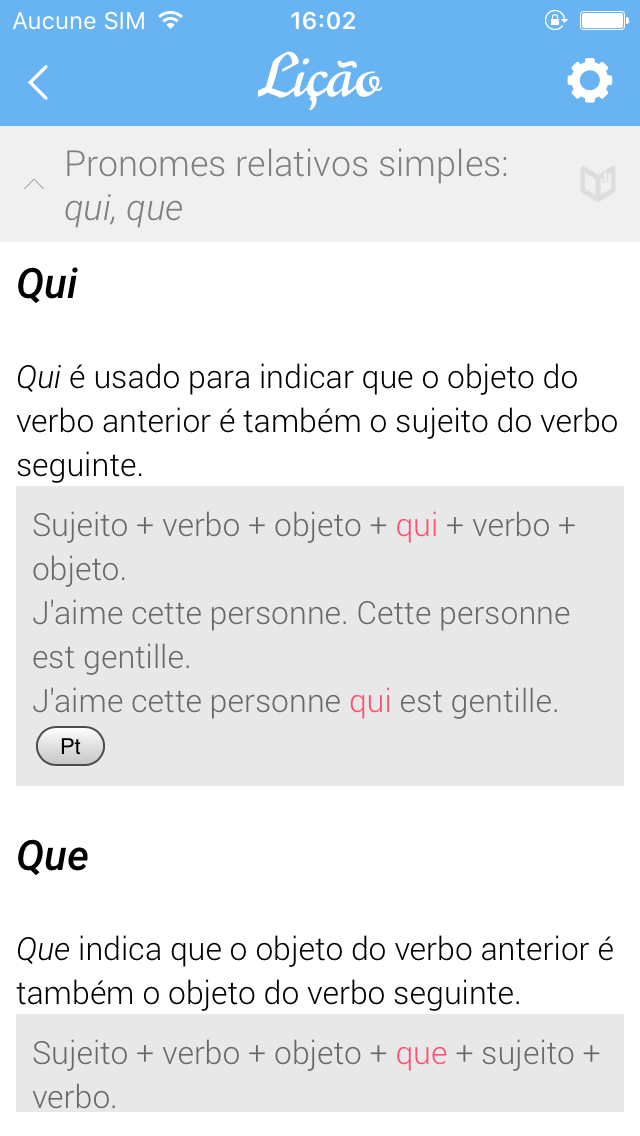 Aucune SIM 16:02
Lição
Pronomes relativos simples:
qui, que
Qui
Qui é usado para indicar que o objeto do
verbo anterior é também o sujeito do verbo
seguinte.
Sujeito + verbo + objeto + qui + verbo +
objeto.
J'aime cette personne. Cette personne
est gentille.
J'aime cette personne qui est gentille.
Pt
Que
Que indica que o objeto do verbo anterior é
também o objeto do verbo seguinte.
Sujeito + verbo + objeto + que + sujeito +
verbo.